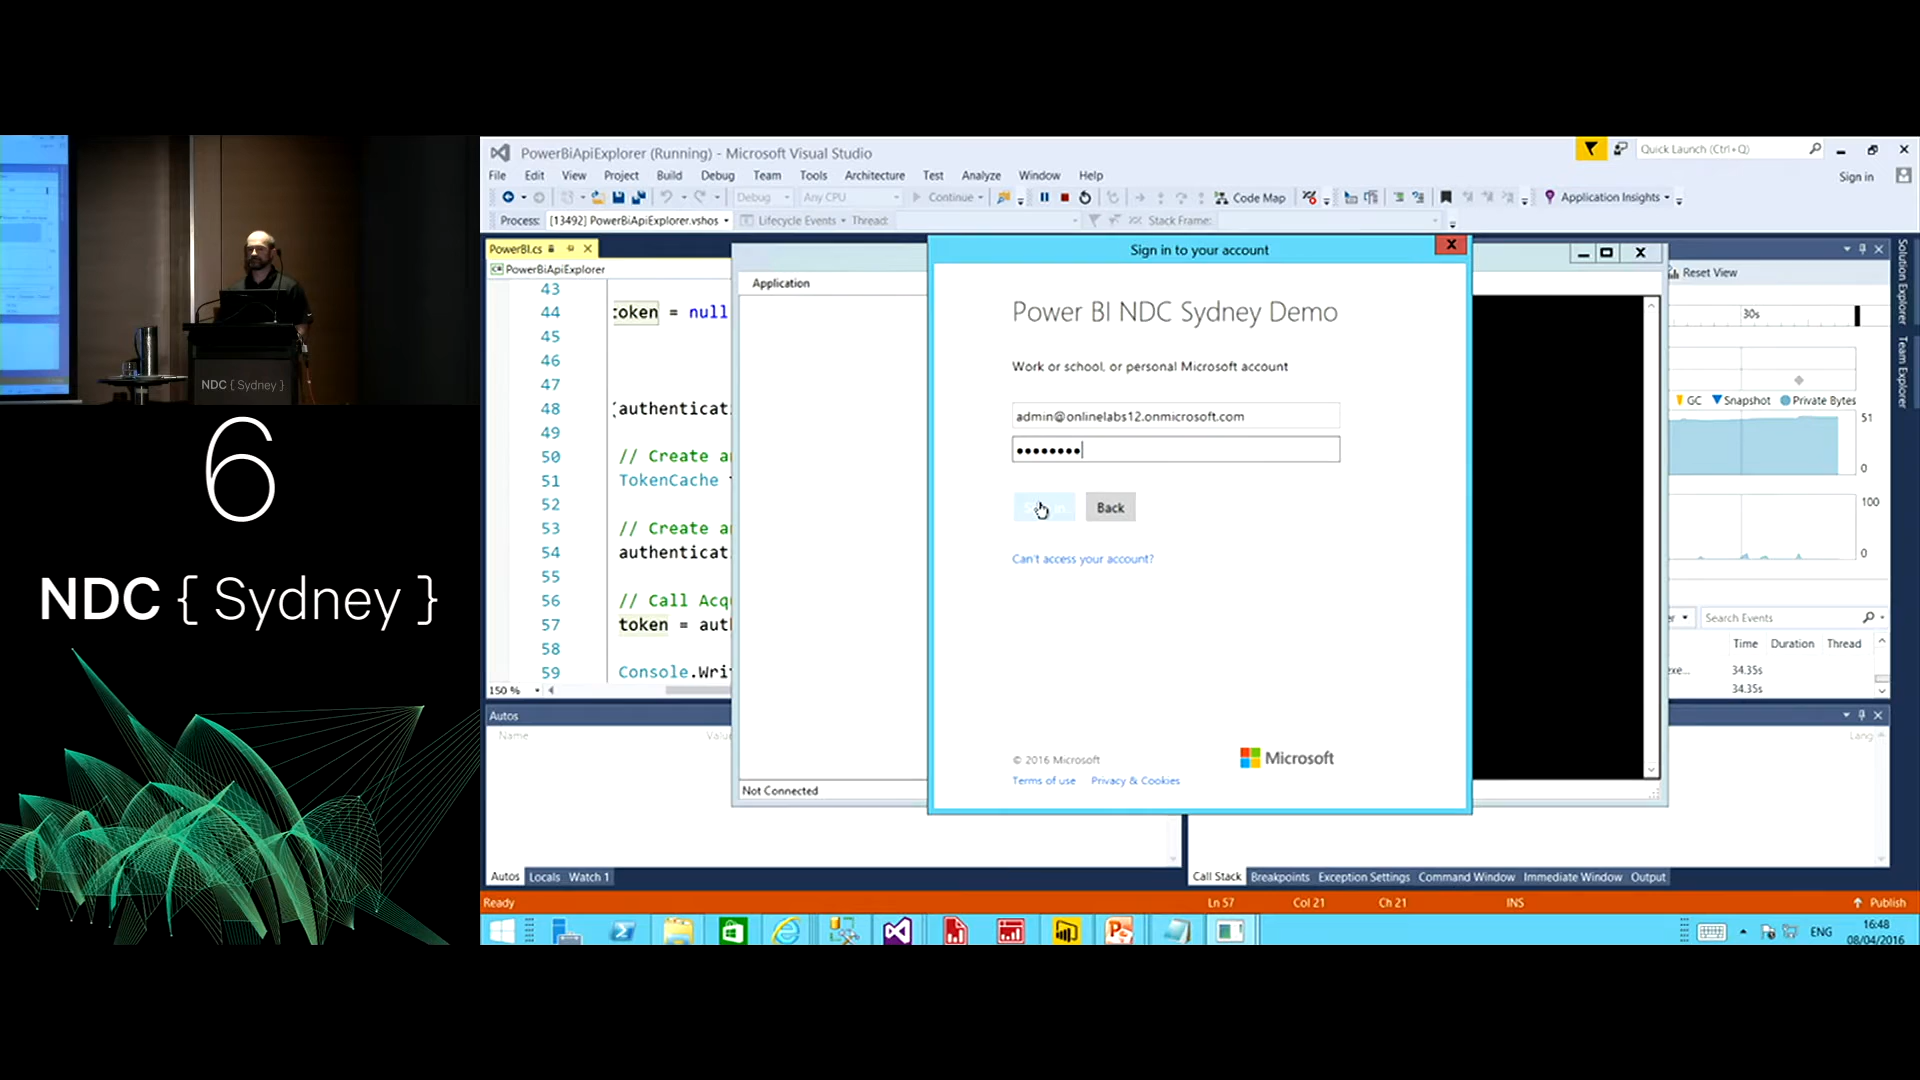 NDC { Sydney }
6
NDC { Sydney }
PowerBiApiExplorer (Running) - Microsoft Visual Studio
Quick Launch (Ctrl+Q)
File Edit View Project Build Debug Team Tools Architecture Test Analyze Window Help
Sign in
Debug Any CPU Continue Code Map Application Insights
Process: [13492] PowerBiApiExplorer.vshos Lifecycle Events Thread: Stack Frame:
PowerBI.cs
PowerBiApiExplorer
43
44 token = null
45
46
47
48 (authenticat
49
50 // Create a
51 TokenCache
52
53 // Create a
54 authenticat
55
56 // Call Acq
57 token = aut
58
59 Console.Wri
150 %
Application
Not Connected
Sign in to your account
Power BI NDC Sydney Demo
Work or school, or personal Microsoft account
admin@onlinelabs12.onmicrosoft.com
Back
Can't access your account?
© 2016 Microsoft
Microsoft
Terms of use Privacy & Cookies
Reset View
30s
GC Snapshot Private Bytes
51
0
100
0
Search Events
Time Duration Thread
34.35s
34.35s
Solution Explorer
Team Explorer
Autos
Name Value
Lang
Autos Locals Watch 1
Call Stack Breakpoints Exception Settings Command Window Immediate Window Output
Ready Ln 57 Col 21 Ch 21 INS Publish
ENG
16:48
08/04/2016